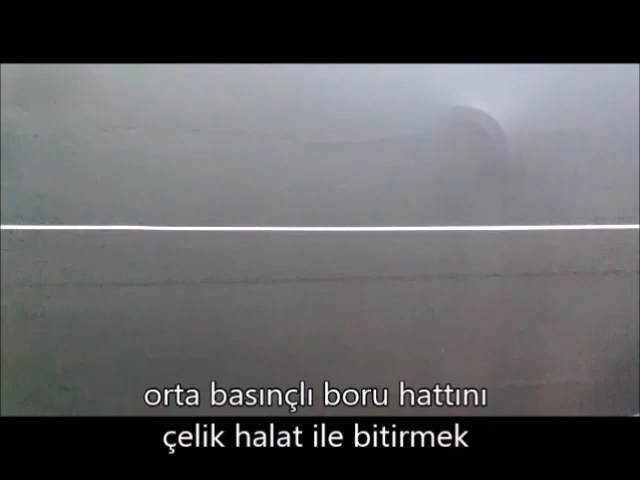 orta basınçlı boru hattını
çelik halat ile bitirmek